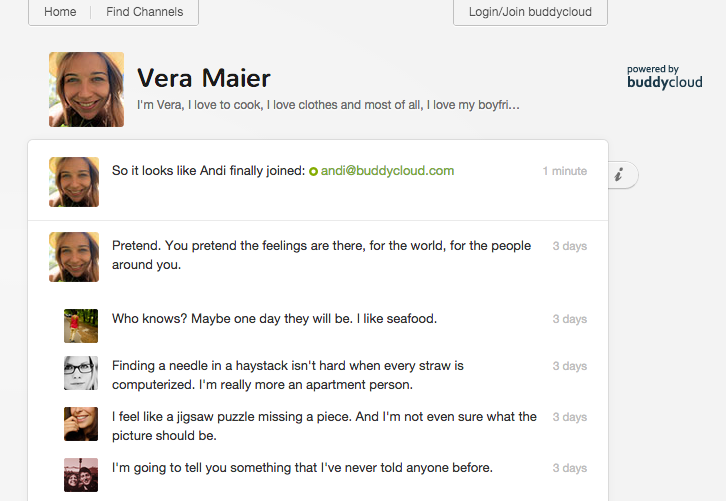 Home
Find Channels
Login/Join buddycloud
Vera Maier
I'm Vera, I love to cook, I love clothes and most of all, I love my boyfri...
powered by
buddycloud
So it looks like Andi finally joined: andi@buddycloud.com
1 minute
i
Pretend. You pretend the feelings are there, for the world, for the people
around you.
3 days
Who knows? Maybe one day they will be. I like seafood.
3 days
Finding a needle in a haystack isn't hard when every straw is
computerized. I'm really more an apartment person.
3 days
I feel like a jigsaw puzzle missing a piece. And I'm not even sure what the
picture should be.
3 days
I'm going to tell you something that I've never told anyone before.
3 days